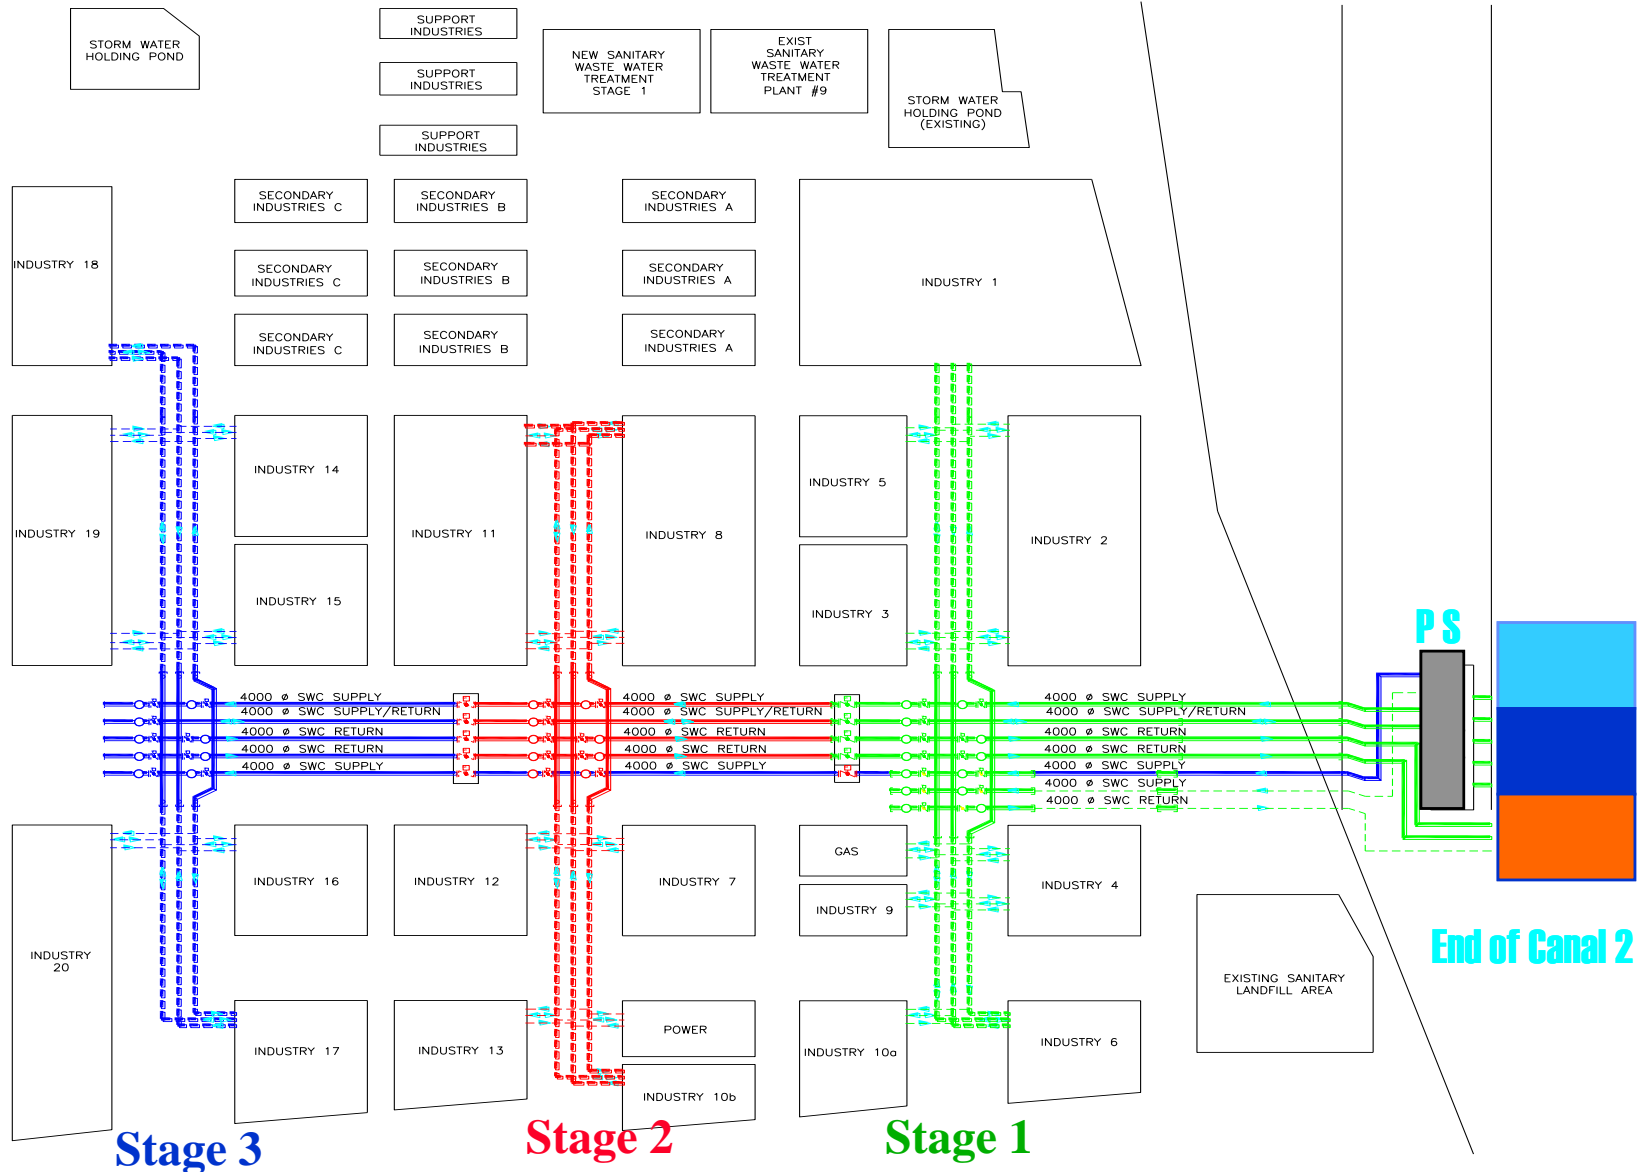 SUPPORT
INDUSTRIES
STORM WATER
HOLDING POND
SUPPORT
INDUSTRIES
SUPPORT
INDUSTRIES
NEW SANITARY
WASTE WATER
TREATMENT
STAGE 1
EXIST
SANITARY
WASTE WATER
TREATMENT
PLANT #9
STORM WATER
HOLDING POND
(EXISTING)
SECONDARY
INDUSTRIES C
SECONDARY
INDUSTRIES B
SECONDARY
INDUSTRIES A
INDUSTRY 18
SECONDARY
INDUSTRIES C
SECONDARY
INDUSTRIES B
SECONDARY
INDUSTRIES A
INDUSTRY 1
SECONDARY
INDUSTRIES C
SECONDARY
INDUSTRIES B
SECONDARY
INDUSTRIES A
INDUSTRY 14
INDUSTRY 5
INDUSTRY 19
INDUSTRY 11
INDUSTRY 8
INDUSTRY 2
INDUSTRY 15
INDUSTRY 3
P S
4000 ø SWC SUPPLY
4000 ø SWC SUPPLY/RETURN
4000 ø SWC RETURN
4000 ø SWC RETURN
4000 ø SWC SUPPLY
4000 ø SWC SUPPLY
4000 ø SWC SUPPLY/RETURN
4000 ø SWC RETURN
4000 ø SWC RETURN
4000 ø SWC SUPPLY
4000 ø SWC SUPPLY
4000 ø SWC SUPPLY/RETURN
4000 ø SWC RETURN
4000 ø SWC RETURN
4000 ø SWC SUPPLY
4000 ø SWC SUPPLY
4000 ø SWC RETURN
INDUSTRY 16
INDUSTRY 12
INDUSTRY 7
GAS
INDUSTRY 4
INDUSTRY 9
INDUSTRY
20
End of Canal 2
EXISTING SANITARY
LANDFILL AREA
INDUSTRY 17
INDUSTRY 13
POWER
INDUSTRY 10a
INDUSTRY 6
INDUSTRY 10b
Stage 3
Stage 2
Stage 1